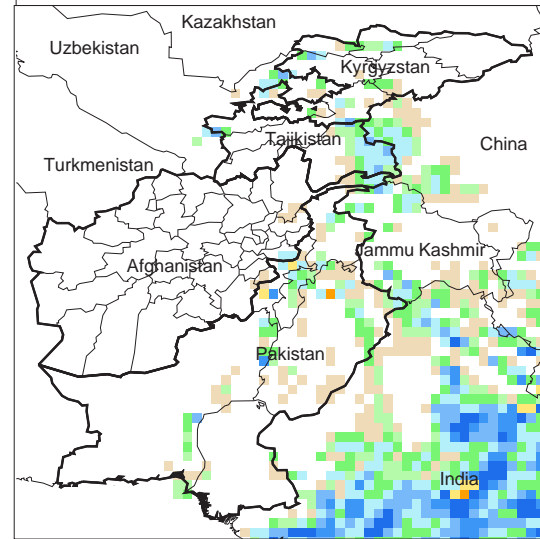 Kazakhstan
Uzbekistan
Kyrgyzstan
Tajikistan
China
Turkmenistan
Jammu Kashmir
Afghanistan
Pakistan
India